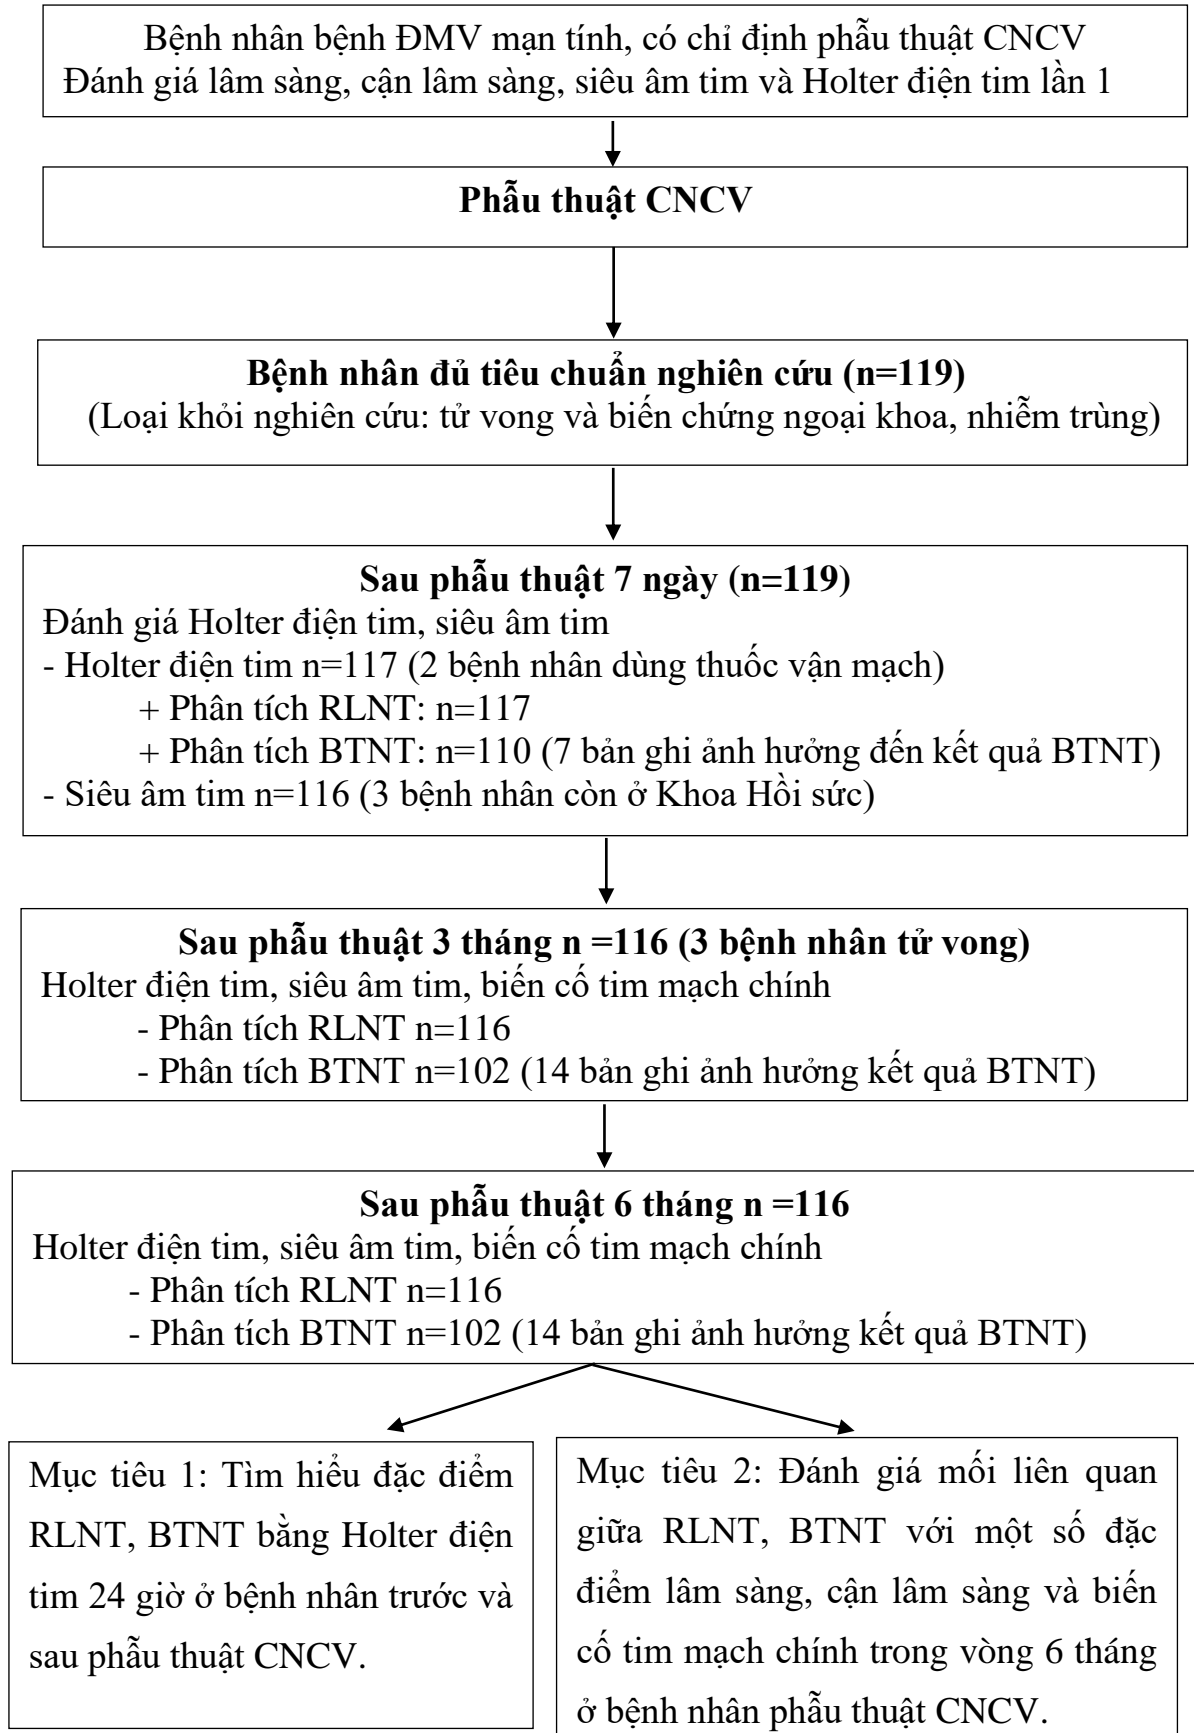 Bệnh nhân bệnh ĐMV mạn tính, có chỉ định phẫu thuật CNCV
Đánh giá lâm sàng, cận lâm sàng, siêu âm tim và Holter điện tim lần 1
Phẫu thuật CNCV
Bệnh nhân đủ tiêu chuẩn nghiên cứu (n=119)
(Loại khỏi nghiên cứu: tử vong và biến chứng ngoại khoa, nhiễm trùng)
Sau phẫu thuật 7 ngày (n=119)
Đánh giá Holter điện tim, siêu âm tim
- Holter điện tim n=117 (2 bệnh nhân dùng thuốc vận mạch)
+ Phân tích RLNT: n=117
+ Phân tích BTNT: n=110 (7 bản ghi ảnh hưởng đến kết quả BTNT)
- Siêu âm tim n=116 (3 bệnh nhân còn ở Khoa Hồi sức)
Sau phẫu thuật 3 tháng n =116 (3 bệnh nhân tử vong)
Holter điện tim, siêu âm tim, biến cố tim mạch chính
- Phân tích RLNT n=116
- Phân tích BTNT n=102 (14 bản ghi ảnh hưởng kết quả BTNT)
Sau phẫu thuật 6 tháng n =116
Holter điện tim, siêu âm tim, biến cố tim mạch chính
- Phân tích RLNT n=116
- Phân tích BTNT n=102 (14 bản ghi ảnh hưởng kết quả BTNT)
Mục tiêu 1: Tìm hiểu đặc điểm
RLNT, BTNT bằng Holter điện
tim 24 giờ ở bệnh nhân trước và
sau phẫu thuật CNCV.
Mục tiêu 2: Đánh giá mối liên quan
giữa RLNT, BTNT với một số đặc
điểm lâm sàng, cận lâm sàng và biến
cố tim mạch chính trong vòng 6 tháng
ở bệnh nhân phẫu thuật CNCV.